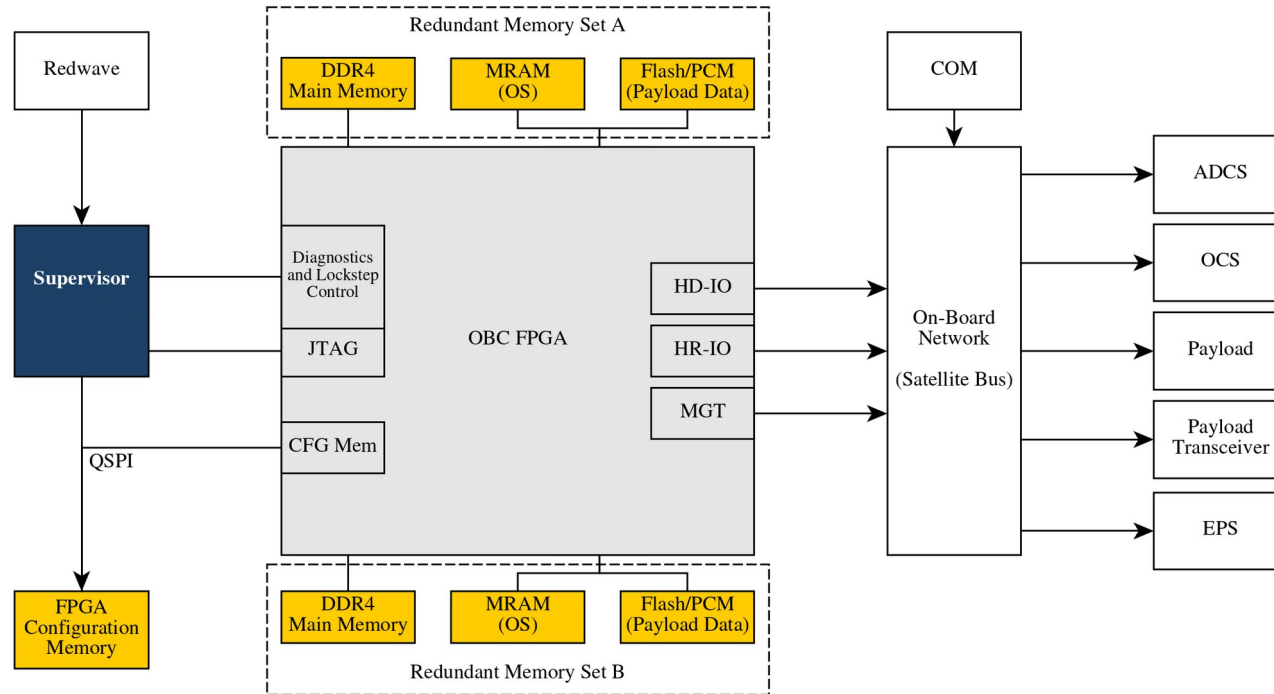 Redundant Memory Set A
Redwave
DDR4
Main Memory
MRAM
(OS)
Flash/PCM
(Payload Data)
COM
ADCS
Supervisor
Diagnostics
and Lockstep
Control
HD-IO
OCS
JTAG
OBC FPGA
HR-IO
On-Board
Network
(Satellite Bus)
Payload
MGT
CFG Mem
QSPI
Payload
Transceiver
EPS
FPGA
Configuration
Memory
DDR4
Main Memory
MRAM
(OS)
Flash/PCM
(Payload Data)
Redundant Memory Set B